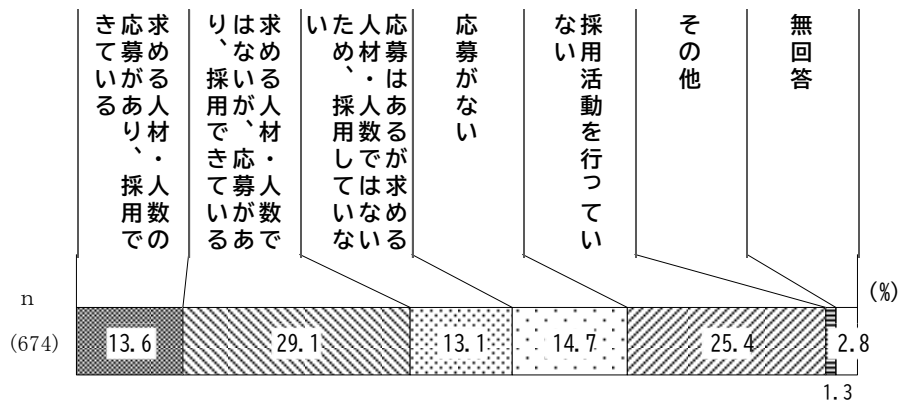 求める人材・人数の
応募があり、採用で
きている
求める人材・人数で
はないが、応募があ
り、採用できている
応募はあるが求める
人材・人数ではない
ため、採用していな
い
応募がない
採用活動を行ってい
ない
その他
無回答
(%)
n
(674)
13.6
29.1
13.1
14.7
25.4
2.8
1.3